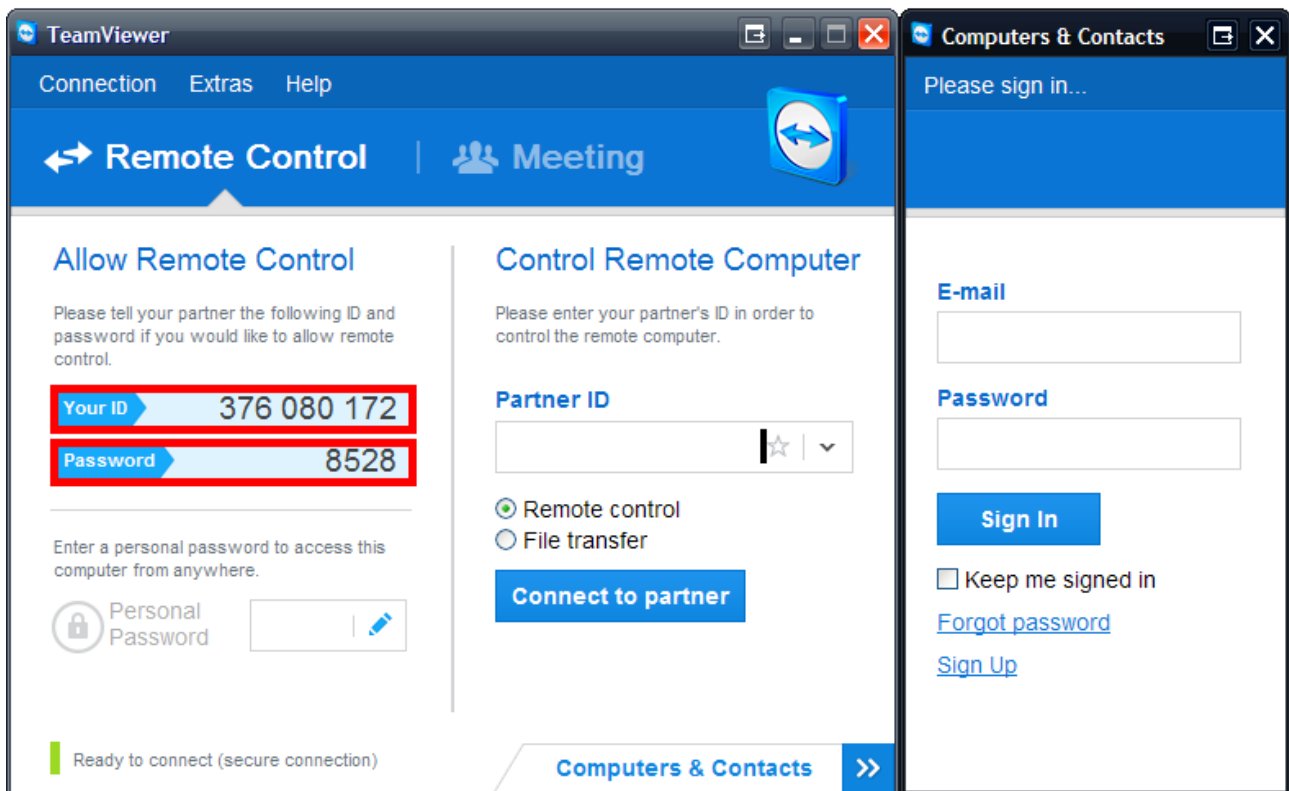 TeamViewer
Connection Extras Help
Remote Control Meeting
Allow Remote Control
Please tell your partner the following ID and
password if you would like to allow remote
control.
Your ID 376 080 172
Password 8528
Enter a personal password to access this
computer from anywhere.
Personal
Password
Ready to connect (secure connection)
Control Remote Computer
Please enter your partner's ID in order to
control the remote computer.
Partner ID
Remote control
File transfer
Connect to partner
Computers & Contacts
Computers & Contacts
Please sign in...
E-mail
Password
Sign In
Keep me signed in
Forgot password
Sign Up